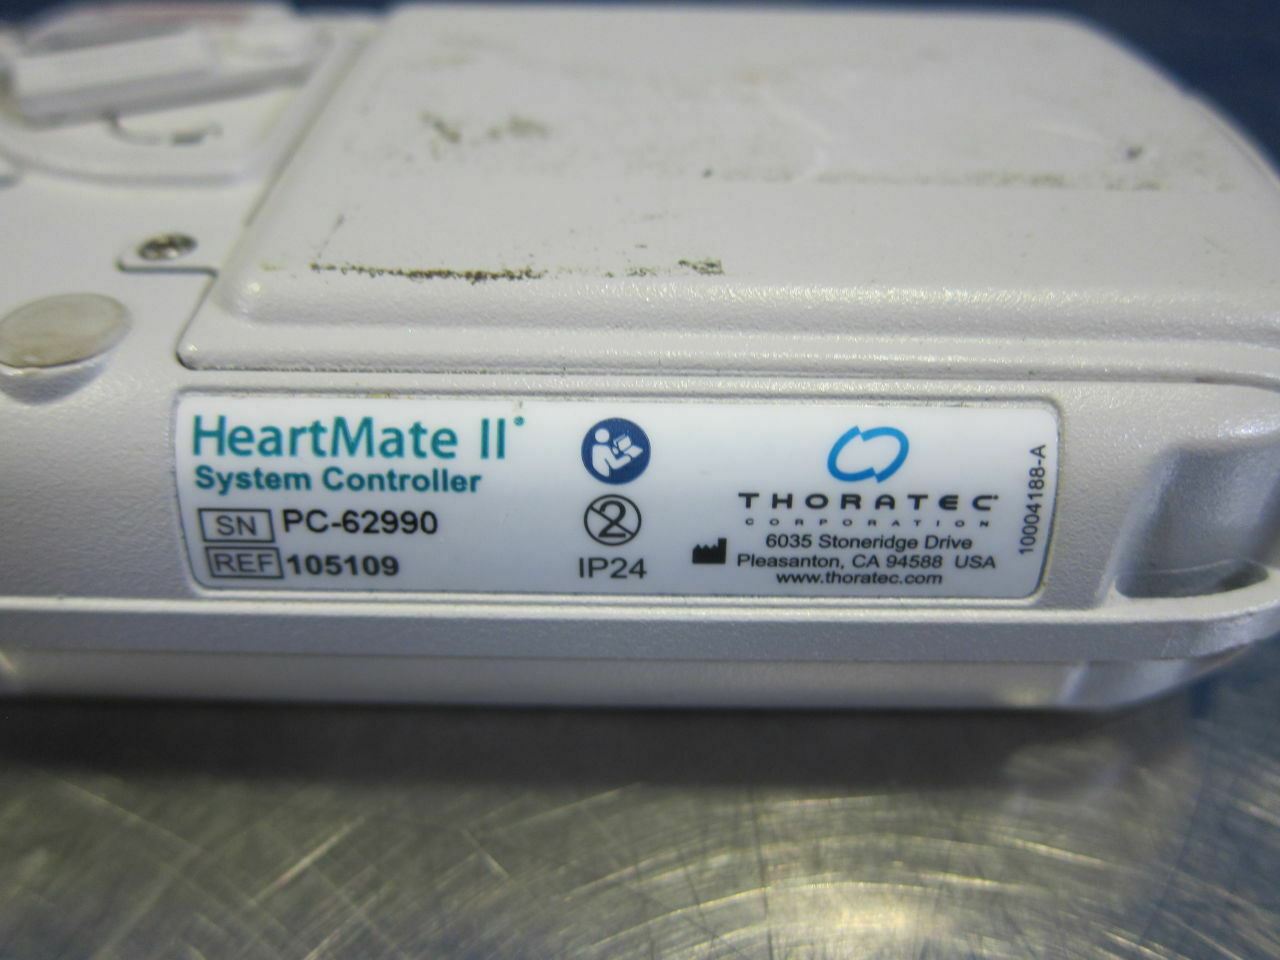 HeartMate II®
System Controller
SN PC-62990
REF 105109
2
IP24
THORATEC
CORPORATION
6035 Stoneridge Drive
Pleasanton, CA 94588 USA
www.thoratec.com
10004188-A